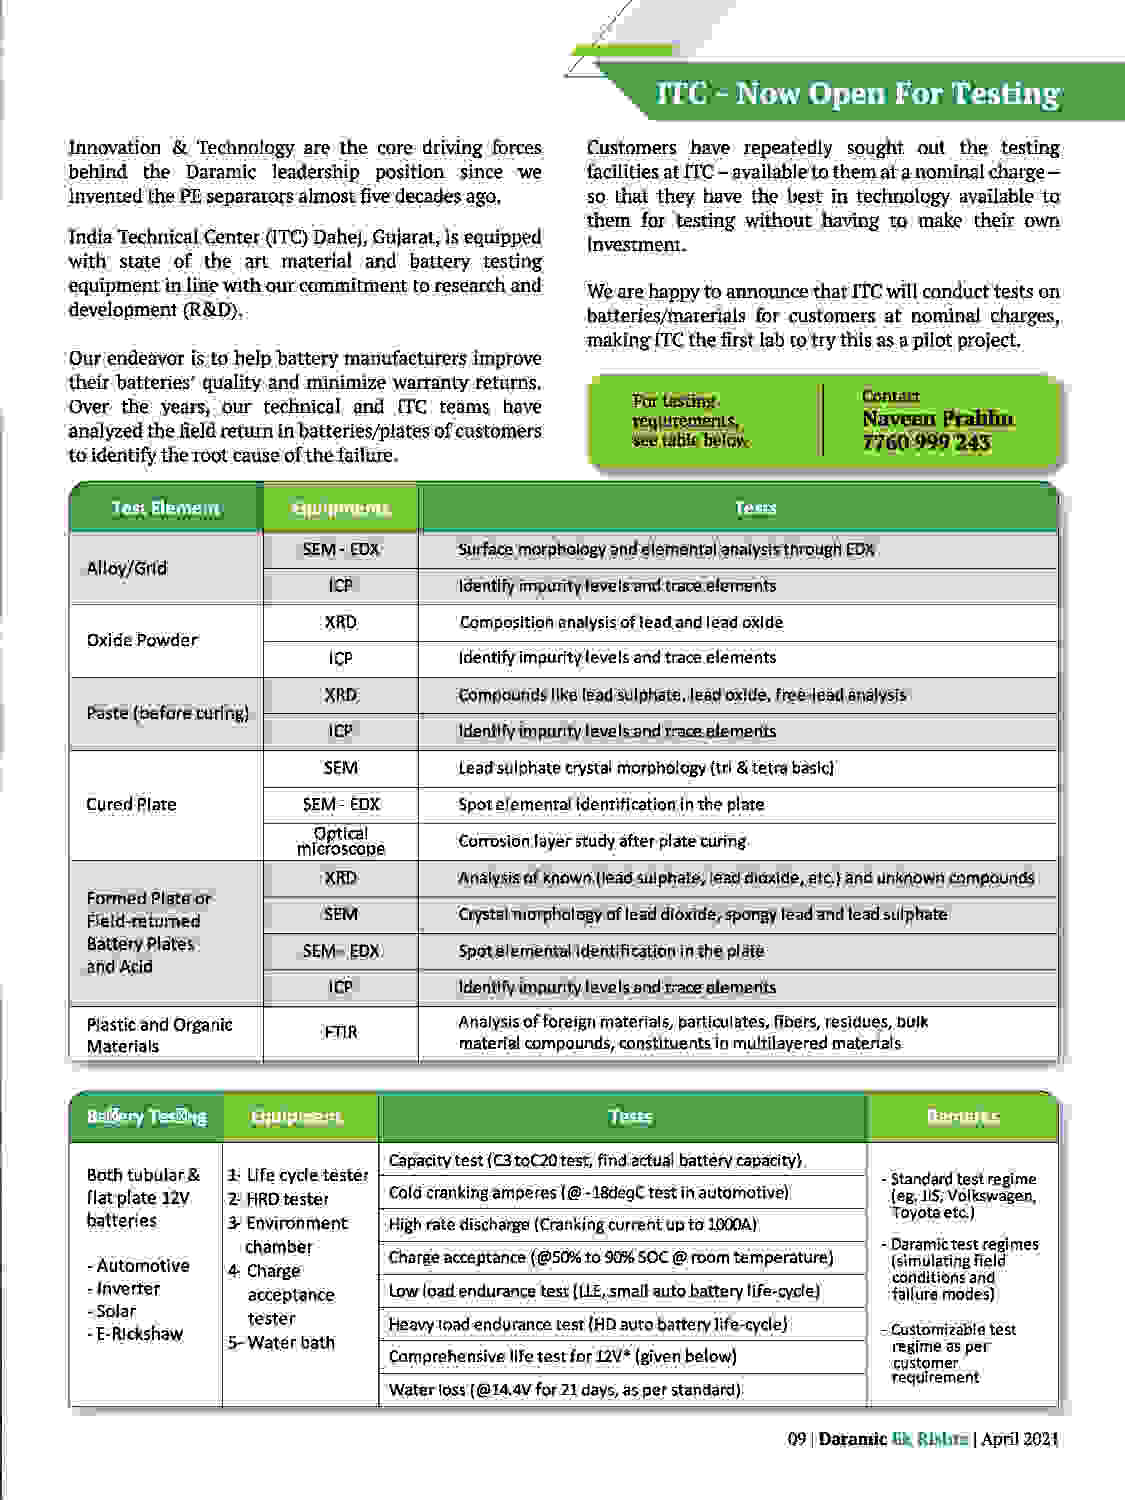 ITC - Now Open For Testing
Innovation & Technology are the core driving forces
behind the Daramic leadership position since we
invented the PE separators almost five decades ago.
India Technical Center (ITC) Dahej, Gujarat, is equipped
with state of the art material and battery testing
equipment in line with our commitment to research and
development (R&D).
Our endeavor is to help battery manufacturers improve
their batteries' quality and minimize warranty returns.
Over the years, our technical and ITC teams have
analyzed the field return in batteries/plates of customers
to identify the root cause of the failure.
Customers have repeatedly sought out the testing
facilities at ITC – available to them at a nominal charge –
so that they have the best in technology available to
them for testing without having to make their own
investment.
We are happy to announce that ITC will conduct tests on
batteries/materials for customers at nominal charges,
making ITC the first lab to try this as a pilot project.
For testing
requirements,
see table below.
Contact
Naveen Prabhu
7760 999 243
Test Element Equipments Tests
Alloy/Grid
SEM - EDX Surface morphology and elemental analysis through EDX
ICP Identify impurity levels and trace elements
Oxide Powder
XRD Composition analysis of lead and lead oxide
ICP Identify impurity levels and trace elements
Paste (before curing)
XRD Compounds like lead sulphate, lead oxide, free-lead analysis
ICP Identify impurity levels and trace elements
Cured Plate
SEM Lead sulphate crystal morphology (tri & tetra basic)
SEM - EDX Spot elemental identification in the plate
Optical
microscope
Corrosion layer study after plate curing
Formed Plate or
Field-returned
Battery Plates
and Acid
XRD Analysis of known (lead sulphate, lead dioxide, etc.) and unknown compounds
SEM Crystal morphology of lead dioxide, spongy lead and lead sulphate
SEM - EDX Spot elemental identification in the plate
ICP Identify impurity levels and trace elements
Plastic and Organic
Materials
FTIR
Analysis of foreign materials, particulates, fibers, residues, bulk
material compounds, constituents in multilayered materials
Battery Testing Equipment Tests Remarks
Both tubular &
flat plate 12V
batteries
- Automotive
- Inverter
- Solar
- E-Rickshaw
1- Life cycle tester
2- HRD tester
3- Environment
chamber
4- Charge
acceptance
tester
5- Water bath
Capacity test (C3 toC20 test, find actual battery capacity)
Cold cranking amperes (@ -18degC test in automotive)
High rate discharge (Cranking current up to 1000A)
Charge acceptance (@50% to 90% SOC @ room temperature)
Low load endurance test (LLE, small auto battery life-cycle)
Heavy load endurance test (HD auto battery life-cycle)
Comprehensive life test for 12V* (given below)
Water loss (@14.4V for 21 days, as per standard)
- Standard test regime
(eg. JIS, Volkswagen,
Toyota etc.)
- Daramic test regimes
(simulating field
conditions and
failure modes)
- Customizable test
regime as per
customer
requirement
09 | Daramic Ek Rishta | April 2021